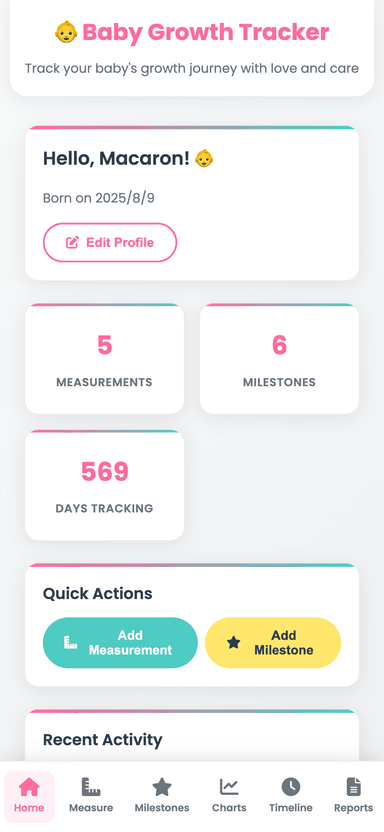 👶 Baby Growth Tracker
Track your baby's growth journey with love and care
Hello, Macaron! 👶
Born on 2025/8/9
Edit Profile
5
MEASUREMENTS
6
MILESTONES
569
DAYS TRACKING
Quick Actions
Add
Measurement
Add
Milestone
Recent Activity
Home
Measure
Milestones
Charts
Timeline
Reports